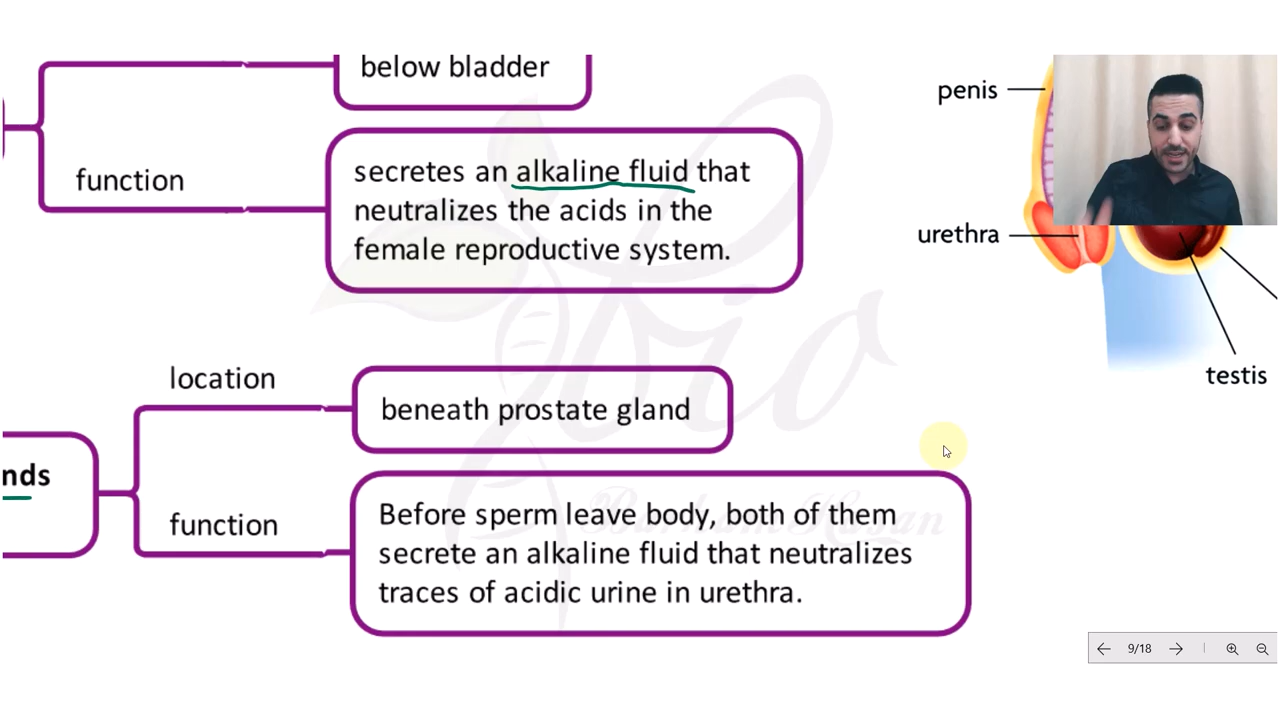 below bladder
penis
function
secretes an alkaline fluid that
neutralizes the acids in the
female reproductive system.
urethra
testis
location
beneath prostate gland
nds
function
Before sperm leave body, both of them
secrete an alkaline fluid that neutralizes
traces of acidic urine in urethra.
bio
9/18